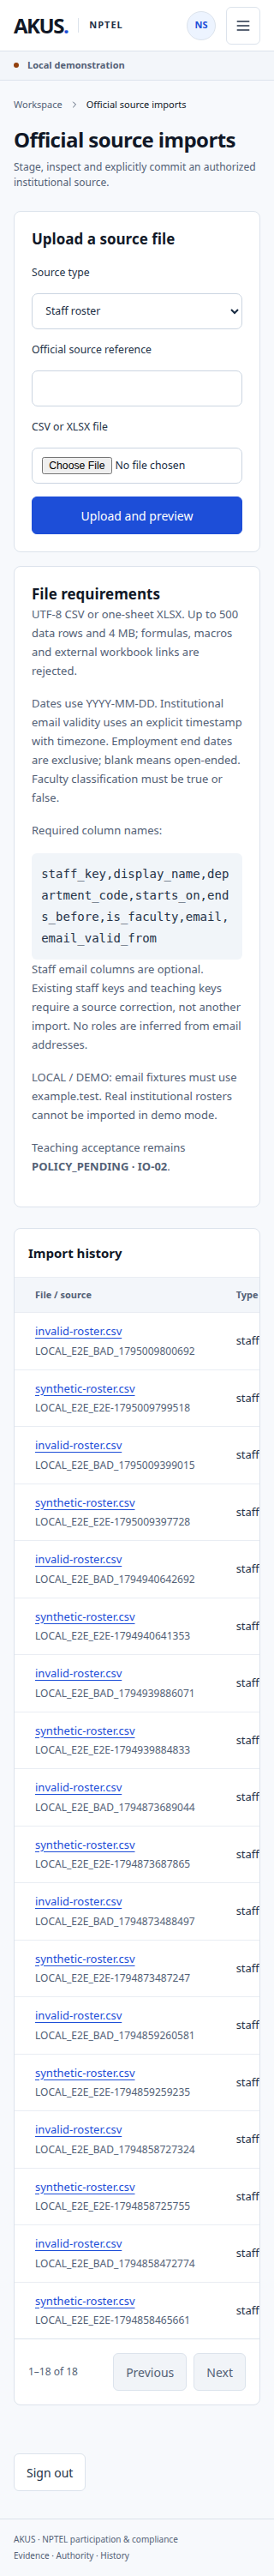 AKUS. NPTEL NS
Local demonstration
Workspace > Official source imports
Official source imports
Stage, inspect and explicitly commit an authorized
institutional source.
Upload a source file
Source type
Staff roster
Official source reference
CSV or XLSX file
Choose File No file chosen
Upload and preview
File requirements
UTF-8 CSV or one-sheet XLSX. Up to 500
data rows and 4 MB; formulas, macros
and external workbook links are
rejected.
Dates use YYYY-MM-DD. Institutional
email validity uses an explicit timestamp
with timezone. Employment end dates
are exclusive; blank means open-ended.
Faculty classification must be true or
false.
Required column names:
staff_key,display_name,dep
artment_code,starts_on,end
s_before,is_faculty,email,
email_valid_from
Staff email columns are optional.
Existing staff keys and teaching keys
require a source correction, not another
import. No roles are inferred from email
addresses.
LOCAL / DEMO: email fixtures must use
example.test. Real institutional rosters
cannot be imported in demo mode.
Teaching acceptance remains
POLICY_PENDING · IO-02.
Import history
File / source Type
invalid-roster.csv
LOCAL_E2E_BAD_1795009800692 staff
synthetic-roster.csv
LOCAL_E2E_E2E-1795009799518 staff
invalid-roster.csv
LOCAL_E2E_BAD_1795009399015 staff
synthetic-roster.csv
LOCAL_E2E_E2E-1795009397728 staff
invalid-roster.csv
LOCAL_E2E_BAD_1794940642692 staff
synthetic-roster.csv
LOCAL_E2E_E2E-1794940641353 staff
invalid-roster.csv
LOCAL_E2E_BAD_1794939886071 staff
synthetic-roster.csv
LOCAL_E2E_E2E-1794939884833 staff
invalid-roster.csv
LOCAL_E2E_BAD_1794873689044 staff
synthetic-roster.csv
LOCAL_E2E_E2E-1794873687865 staff
invalid-roster.csv
LOCAL_E2E_BAD_1794873488497 staff
synthetic-roster.csv
LOCAL_E2E_E2E-1794873487247 staff
invalid-roster.csv
LOCAL_E2E_BAD_1794859260581 staff
synthetic-roster.csv
LOCAL_E2E_E2E-1794859259235 staff
invalid-roster.csv
LOCAL_E2E_BAD_1794858727324 staff
synthetic-roster.csv
LOCAL_E2E_E2E-1794858725755 staff
invalid-roster.csv
LOCAL_E2E_BAD_1794858472774 staff
synthetic-roster.csv
LOCAL_E2E_E2E-1794858465661 staff
1–18 of 18 Previous Next
Sign out
AKUS · NPTEL participation & compliance
Evidence · Authority · History